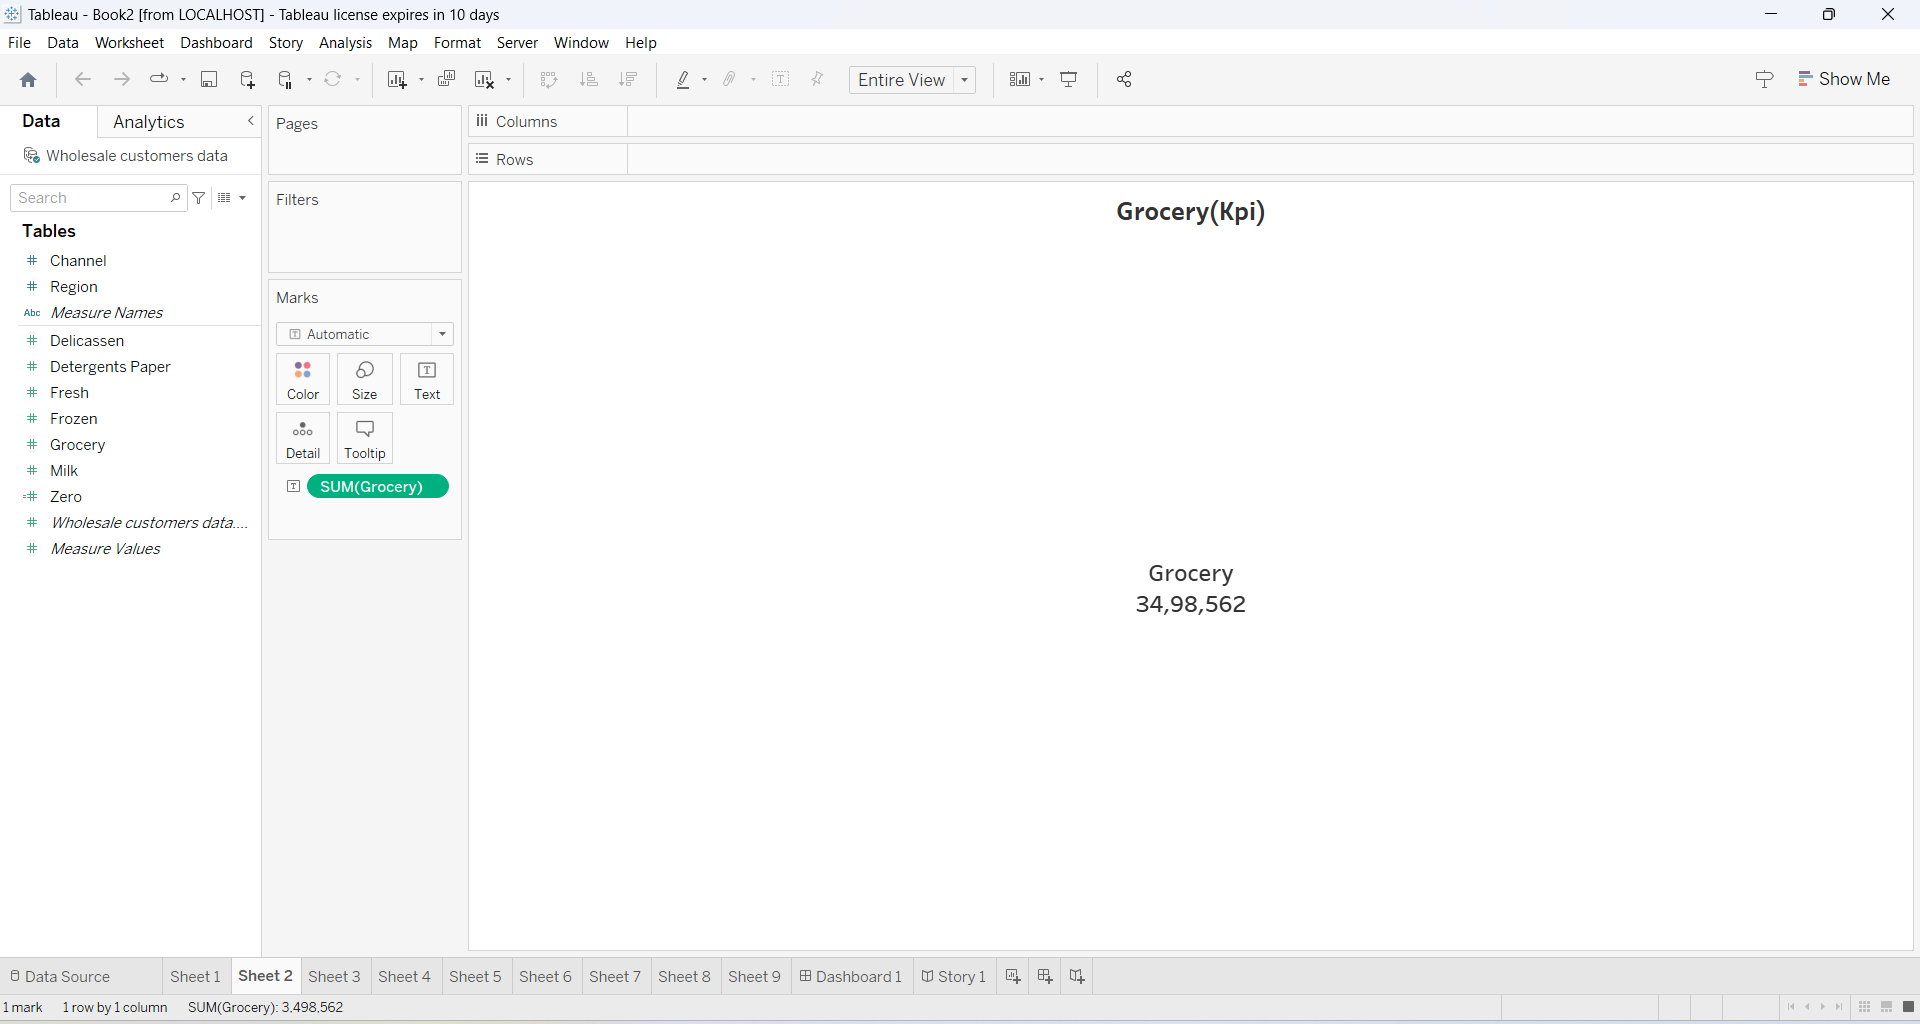 Tableau - Book2 [from LOCALHOST] - Tableau license expires in 10 days
File Data Worksheet Dashboard Story Analysis Map Format Server Window Help
Entire View
Show Me
Data Analytics
Wholesale customers data
Search
Tables
Channel
Region
Abc Measure Names
Delicassen
Detergents Paper
Fresh
Frozen
Grocery
Milk
Zero
Wholesale customers data....
Measure Values
Pages
Filters
Marks
Automatic
Color Size Text
Detail Tooltip
SUM(Grocery)
Columns
Rows
Grocery(Kpi)
Grocery
34,98,562
Data Source Sheet 1 Sheet 2 Sheet 3 Sheet 4 Sheet 5 Sheet 6 Sheet 7 Sheet 8 Sheet 9 Dashboard 1 Story 1
1 mark 1 row by 1 column SUM(Grocery): 3,498,562